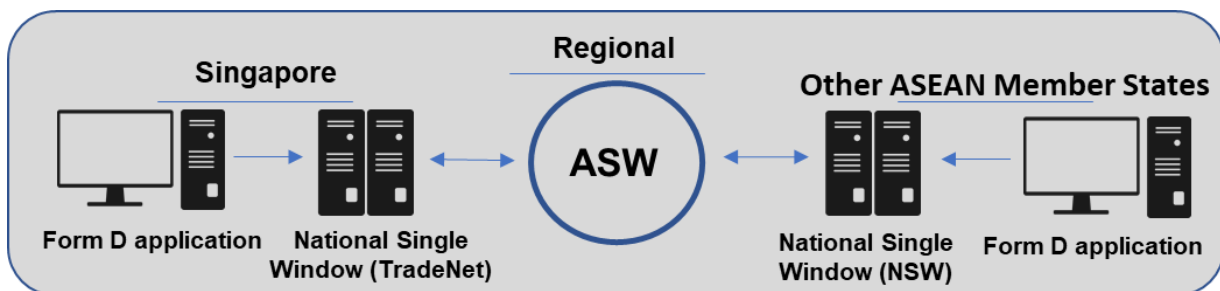 Regional
Singapore
Other ASEAN Member States
ASW
Form D application
National Single
Window (TradeNet)
National Single
Window (NSW)
Form D application